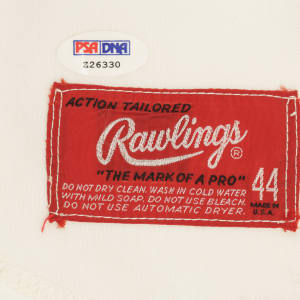 PSA DNA
Z26330
ACTION TAILORED
Rawlings ®
"THE MARK OF A PRO" 44
DO NOT DRY CLEAN. WASH IN COLD WATER
WITH MILD SOAP. DO NOT USE BLEACH.
DO NOT USE AUTOMATIC DRYER.
MADE IN
U.S.A.